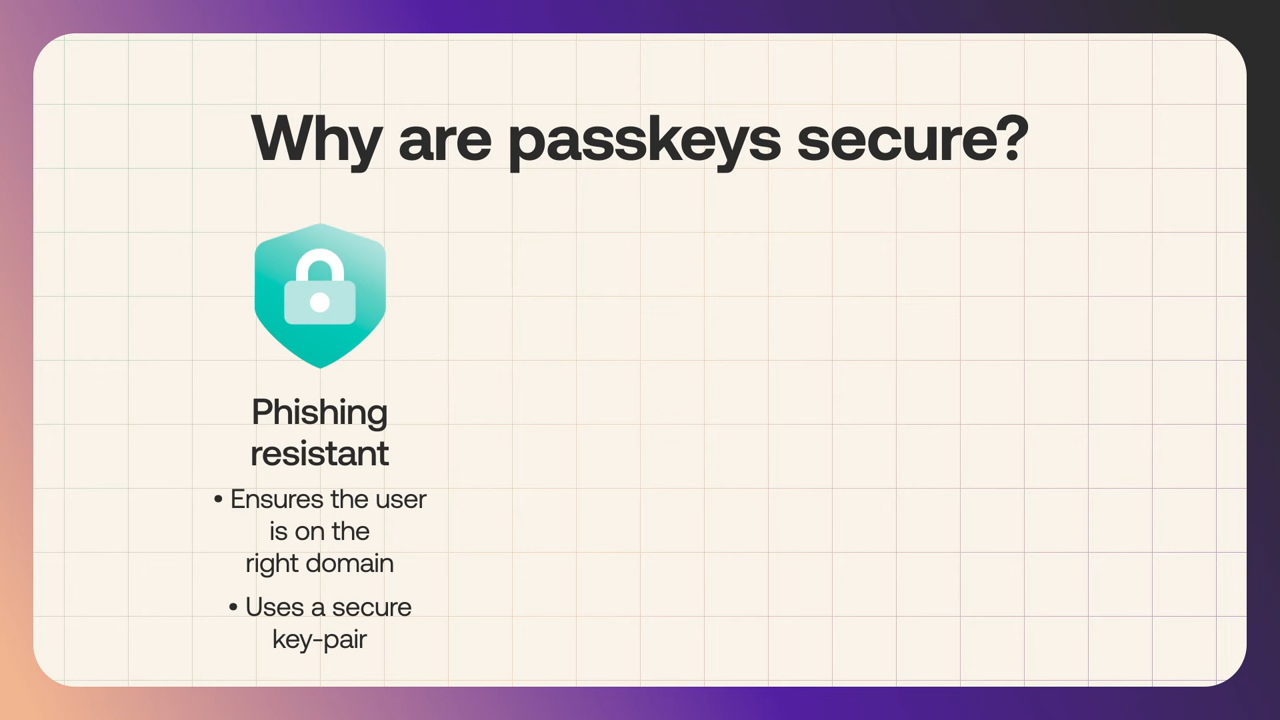 Why are passkeys secure?
Phishing
resistant
• Ensures the user
is on the
right domain
• Uses a secure
key-pair